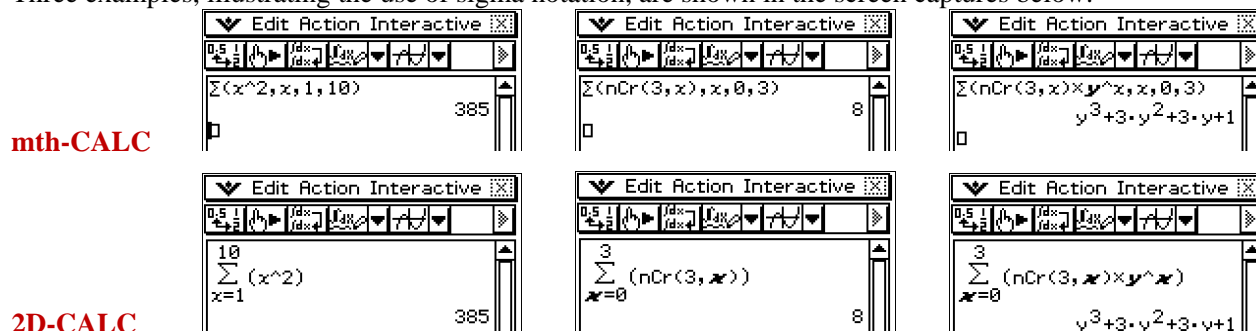 Three examples, illustrating the use of sigma notation, are shown in the screen captures below.
mth-CALC
Edit Action Interactive
∑(x^2,x,1,10)
385
Edit Action Interactive
∑(nCr(3,x),x,0,3)
8
Edit Action Interactive
∑(nCr(3,x)×y^x,x,0,3)
y³+3·y²+3·y+1
2D-CALC
Edit Action Interactive
10
∑ (x^2)
x=1
385
Edit Action Interactive
3
∑ (nCr(3,x))
x=0
8
Edit Action Interactive
3
∑ (nCr(3,x)×y^x)
x=0
y³+3·y²+3·y+1